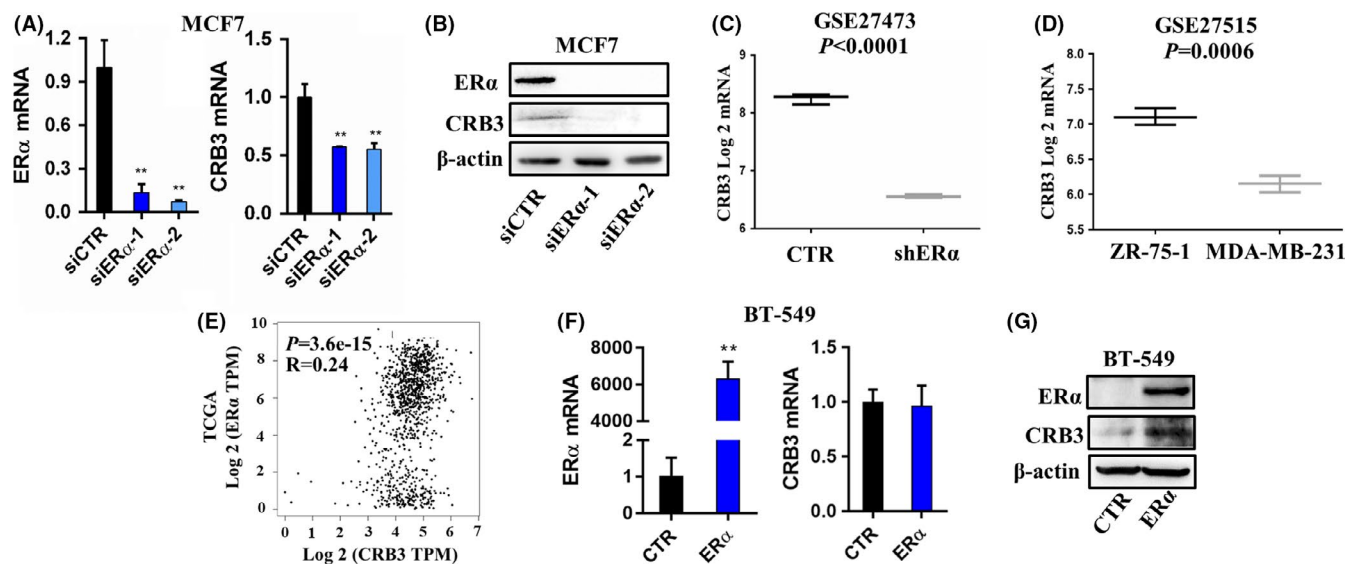 (A)
MCF7
ERα mRNA
1.2
0.9
0.6
0.3
0.0
**
**
siCTR
siERα-1
siERα-2
CRB3 mRNA
1.5
1.0
0.5
0.0
**
**
siCTR
siERα-1
siERα-2
(B)
MCF7
ERα
CRB3
β-actin
siCTR
siERα-1
siERα-2
(C)
GSE27473
P<0.0001
CRB3 Log 2 mRNA
9
8
7
6
CTR
shERα
(D)
GSE27515
P=0.0006
CRB3 Log 2 mRNA
8.0
7.5
7.0
6.5
6.0
5.5
ZR-75-1
MDA-MB-231
(E)
TCGA
Log 2 (ERα TPM)
10
8
6
4
2
0
P=3.6e-15
R=0.24
0 1 2 3 4 5 6 7
Log 2 (CRB3 TPM)
(F)
BT-549
ERα mRNA
8000
6000
4000
2000
2
1
0
**
CTR
ERα
CRB3 mRNA
1.5
1.0
0.5
0.0
CTR
ERα
(G)
BT-549
ERα
CRB3
β-actin
CTR
ERα